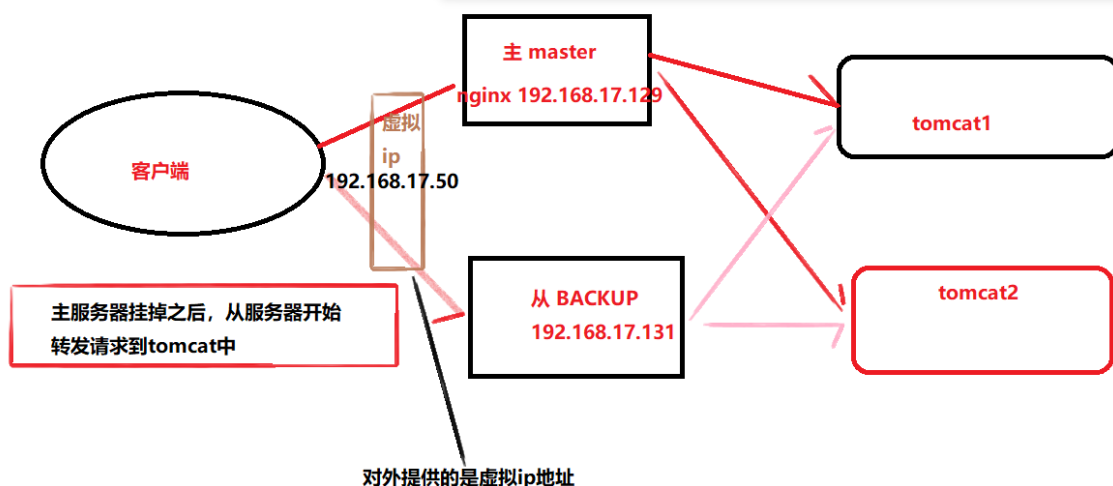 主 master
nginx 192.168.17.129
虚拟
ip
192.168.17.50
客户端
tomcat1
从 BACKUP
192.168.17.131
tomcat2
主服务器挂掉之后，从服务器开始
转发请求到tomcat中
对外提供的是虚拟ip地址